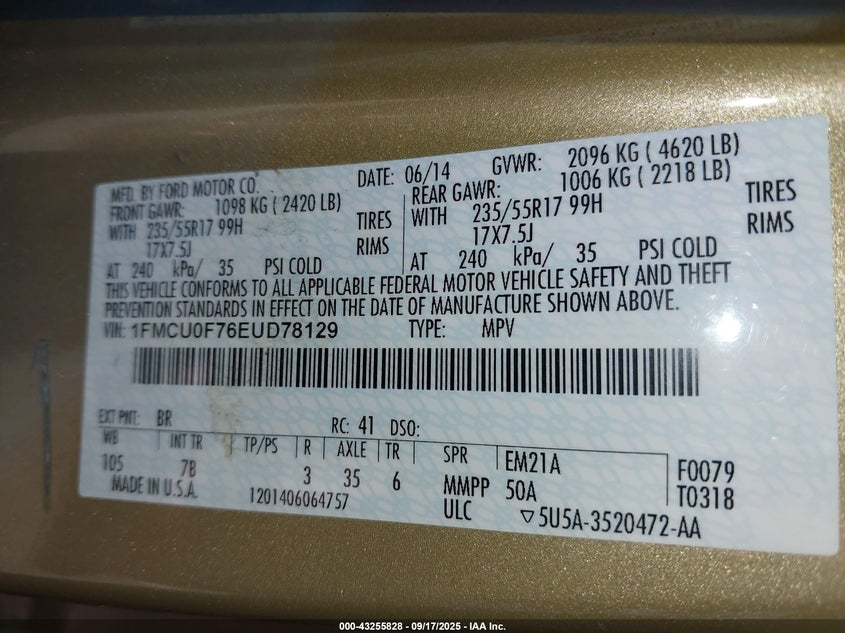 MFD. BY FORD MOTOR CO. DATE: 06/14 GVWR: 2096 KG ( 4620 LB)
FRONT GAWR: 1098 KG ( 2420 LB) REAR GAWR: 1006 KG ( 2218 LB)
WITH 235/55R17 99H TIRES WITH 235/55R17 99H TIRES
17X7.5J RIMS 17X7.5J RIMS
AT 240 kPa/ 35 PSI COLD AT 240 kPa/ 35 PSI COLD
THIS VEHICLE CONFORMS TO ALL APPLICABLE FEDERAL MOTOR VEHICLE SAFETY AND THEFT
PREVENTION STANDARDS IN EFFECT ON THE DATE OF MANUFACTURE SHOWN ABOVE.
VIN: 1FMCU0F76EUD78129 TYPE: MPV
EXT PNT: BR RC: 41 DSO:
WB INT TR TP/PS R AXLE TR SPR EM21A F0079
105 7B 3 35 6 MMPP 50A T0318
MADE IN U.S.A. 1201406064757 ULC ▽5U5A-3520472-AA
000-43255828 - 09/17/2025 - IAA Inc.